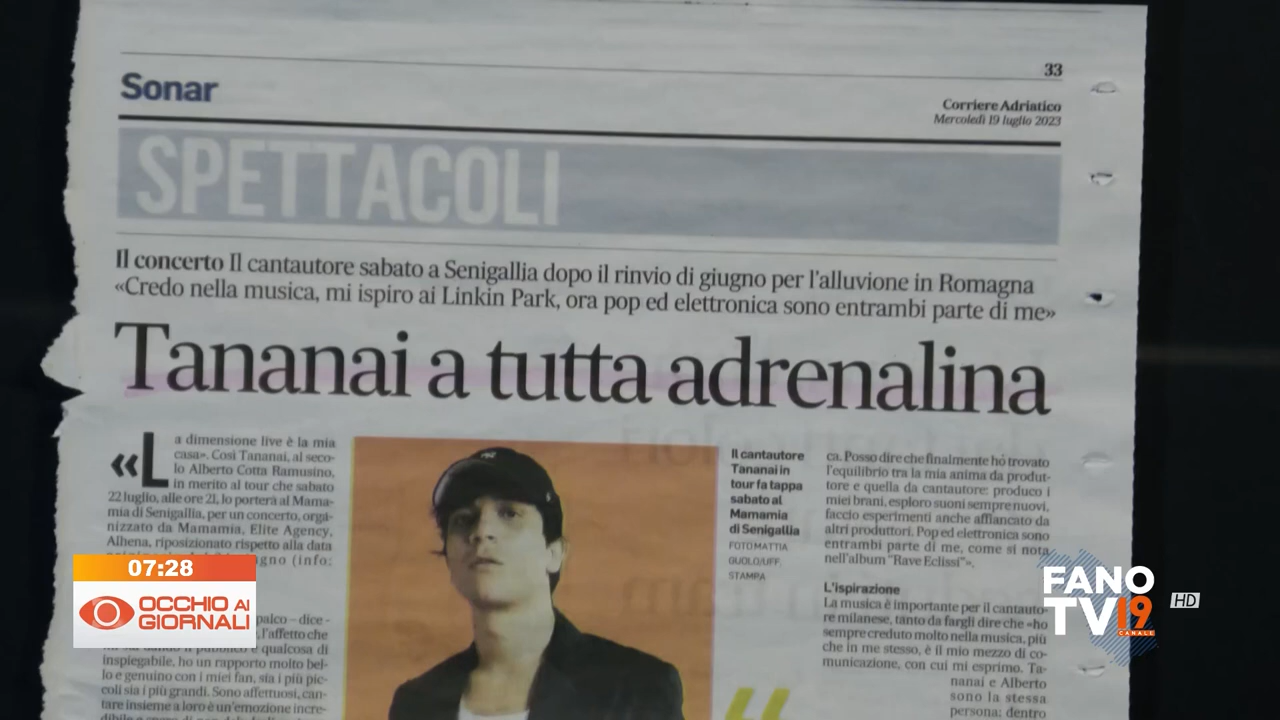 33
Sonar
Corriere Adriatico
Mercoledì 19 luglio 2023
SPETTACOLI
Il concerto Il cantautore sabato a Senigallia dopo il rinvio di giugno per l'alluvione in Romagna
«Credo nella musica, mi ispiro ai Linkin Park, ora pop ed elettronica sono entrambi parte di me»
Tananai a tutta adrenalina
«La dimensione live è la mia
casa». Così Tananai, al seco-
lo Alberto Cotta Ramusino,
in merito al tour che sabato
22 luglio, alle ore 21, lo porterà al Mama-
mia di Senigallia, per un concerto, orga-
nizzato da Mamamia, Elite Agency,
Alhena, riposizionato rispetto alla data
gno (info:
palco – dice –
l'affetto che
qualcosa di
inspiegabile, ho un rapporto molto bel-
lo e genuino con i miei fan, sia i più pic-
coli sia i più grandi. Sono affettuosi, can-
tare insieme a loro è un'emozione incre-
Il cantautore
Tananai in
tour fa tappa
sabato al
Mamamia
di Senigallia
FOTO MATTIA
GUOLO/UFF.
STAMPA
ca. Posso dire che finalmente ho trovato
l'equilibrio tra la mia anima da produt-
tore e quella da cantautore: produco i
miei brani, esploro suoni sempre nuovi,
faccio esperimenti anche affiancato da
altri produttori. Pop ed elettronica sono
entrambi parte di me, come si nota
nell'album "Rave Eclissi"».
L'ispirazione
La musica è importante per il cantauto-
re milanese, tanto da fargli dire che «ho
sempre creduto molto nella musica, più
che in me stesso, è il mio mezzo di co-
municazione, con cui mi esprimo. Ta-
nanai e Alberto
sono la stessa
persona: dentro
07:28
OCCHIO AI
GIORNALI
FANO
TV19
CANALE
HD